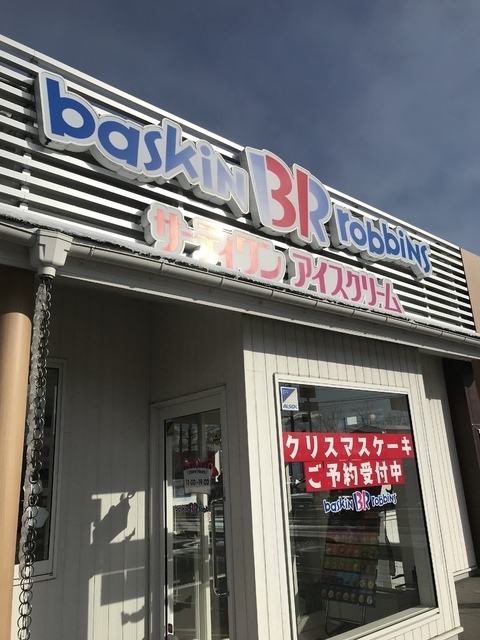 baskin BR robbins
サーティワン アイスクリーム
ALSOK
クリスマスケーキ
ご予約受付中
baskin BR robbins